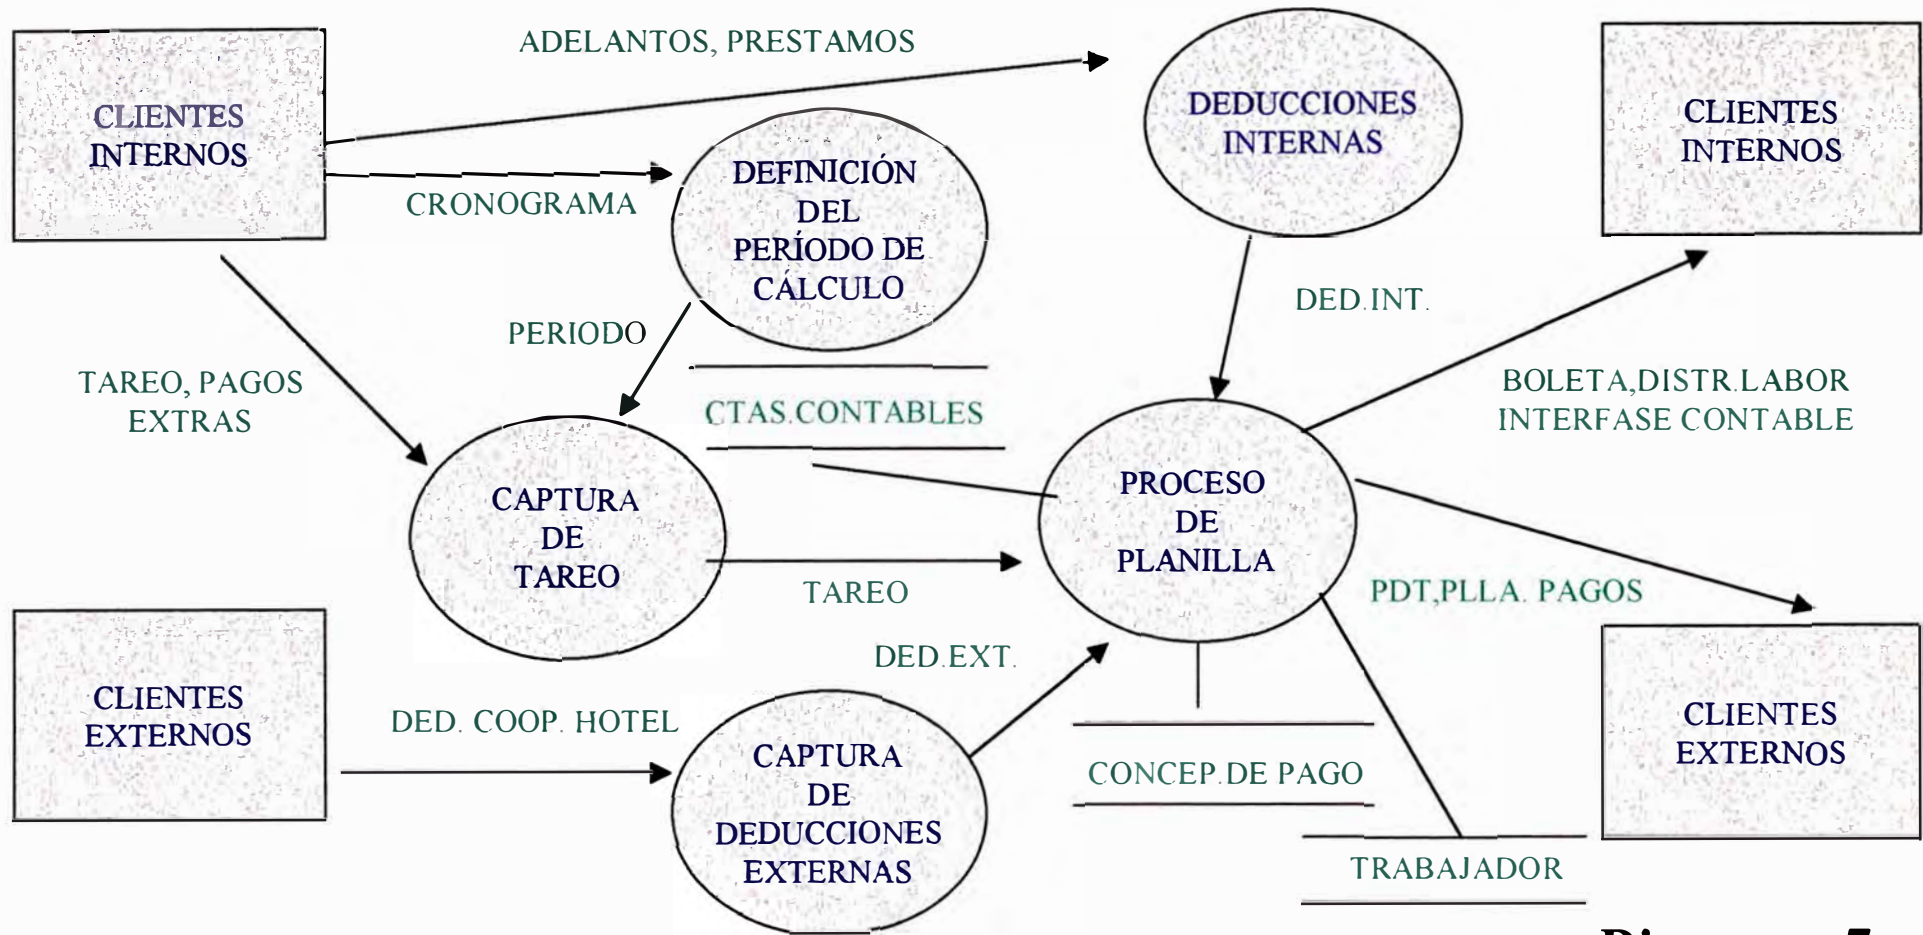 ADELANTOS, PRESTAMOS
CLIENTES
INTERNOS
DEDUCCIONES
INTERNAS
CLIENTES
INTERNOS
CRONOGRAMA
DEFINICIÓN
DEL
PERÍODO DE
CÁLCULO
PERIODO
DED.INT.
TAREO, PAGOS
EXTRAS
CTAS.CONTABLES
BOLETA,DISTR.LABOR
INTERFASE CONTABLE
CAPTURA
DE
TAREO
PROCESO
DE
PLANILLA
TAREO
PDT,PLLA. PAGOS
DED.EXT.
CLIENTES
EXTERNOS
DED. COOP. HOTEL
CAPTURA
DE
DEDUCCIONES
EXTERNAS
CONCEP.DE PAGO
CLIENTES
EXTERNOS
TRABAJADOR